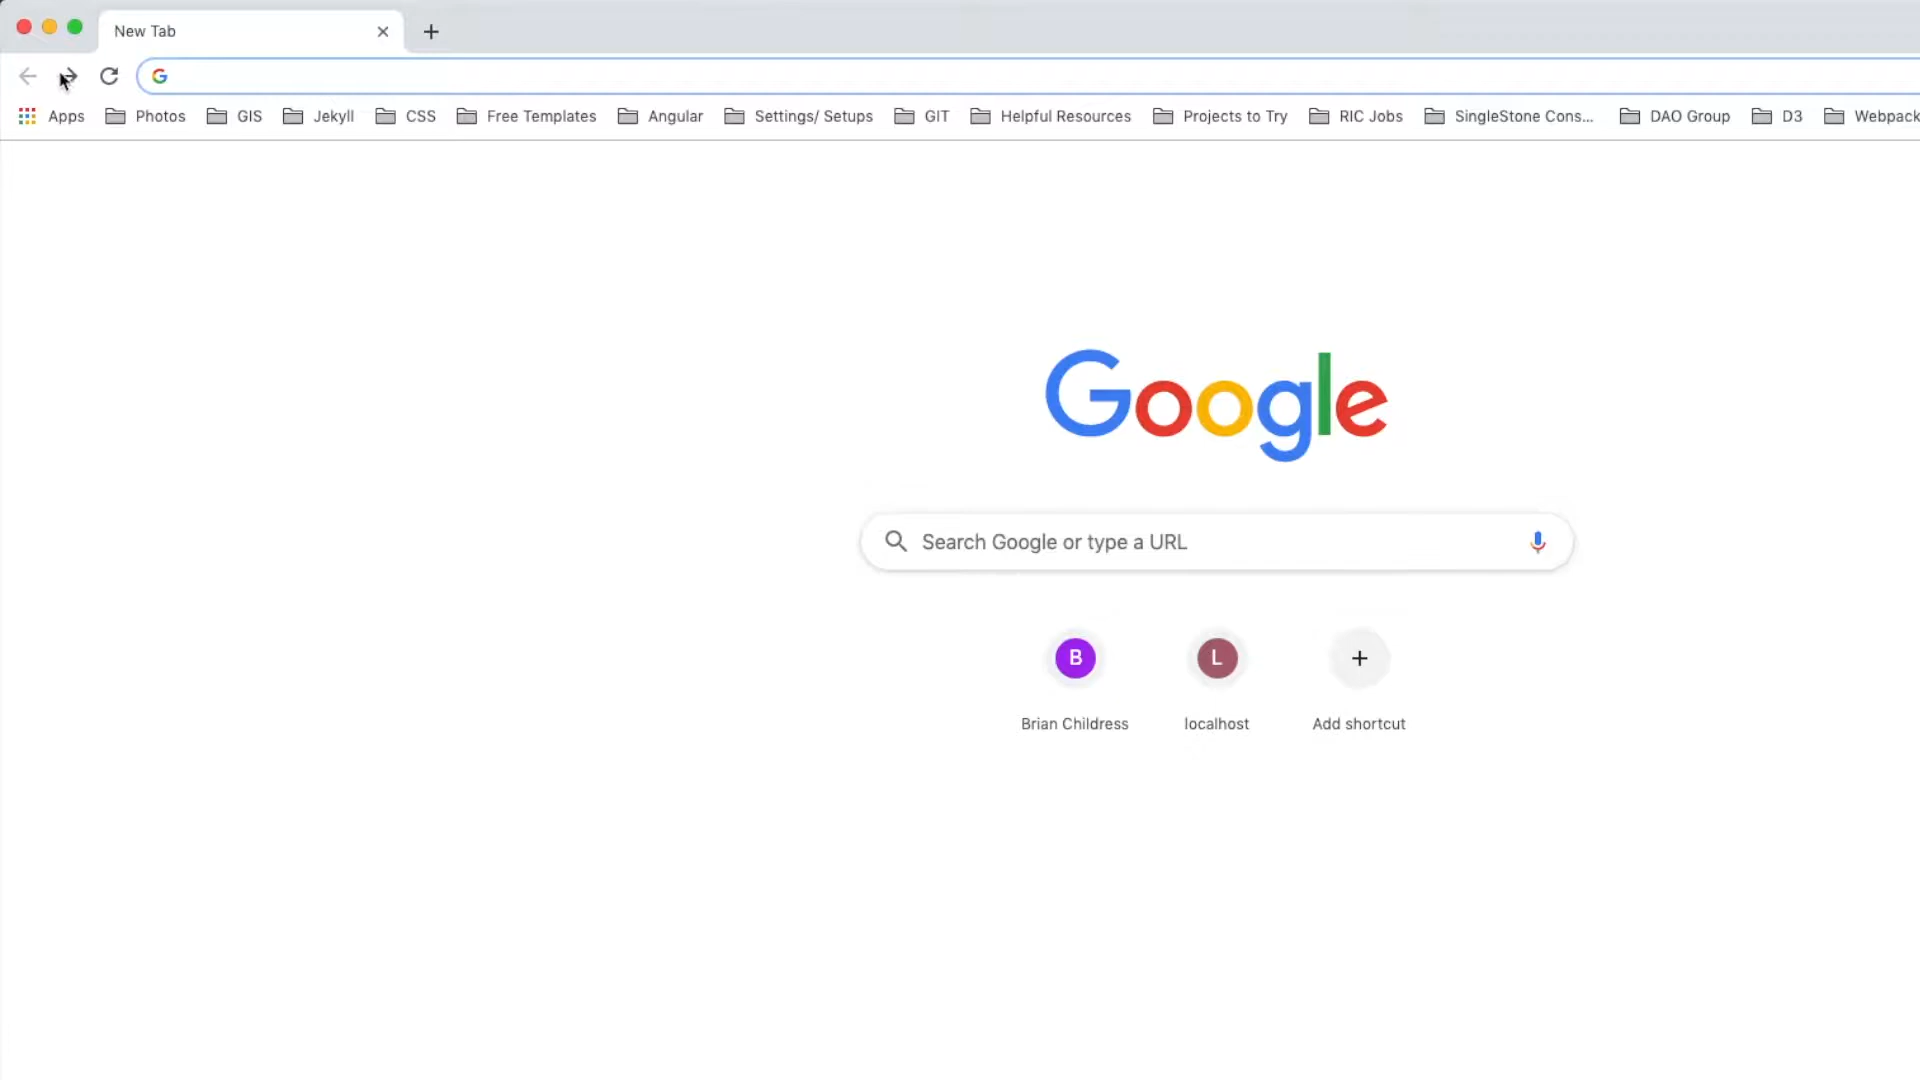 New Tab
Apps Photos GIS Jekyll CSS Free Templates Angular Settings/ Setups GIT Helpful Resources Projects to Try RIC Jobs SingleStone Cons... DAO Group D3 Webpack
Google
Search Google or type a URL
B L
Brian Childress localhost Add shortcut